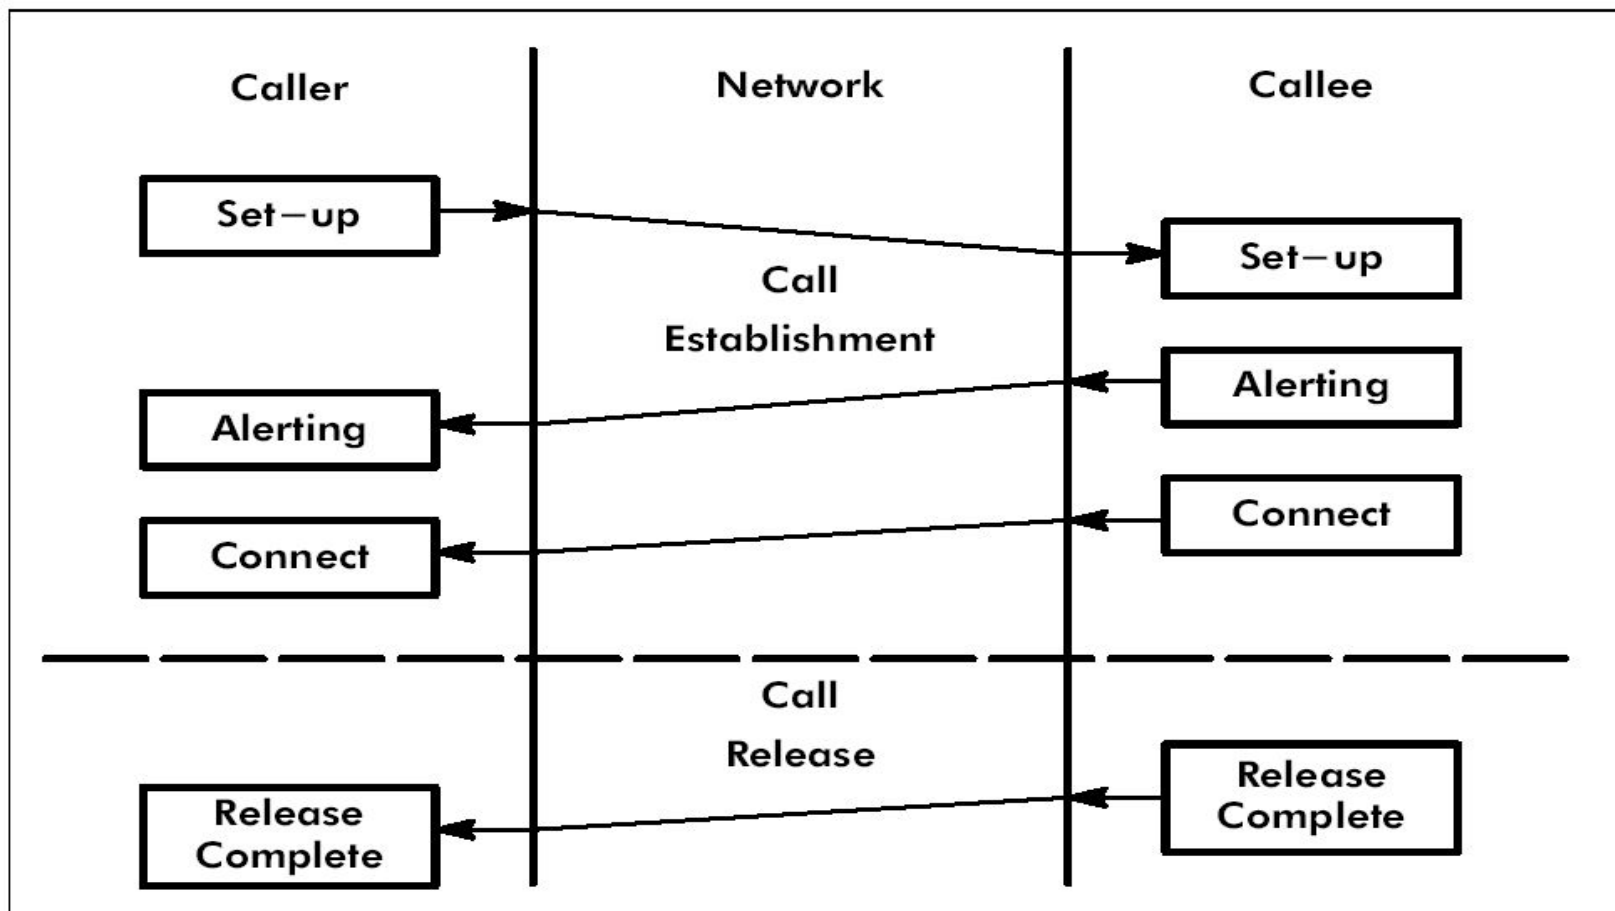 Caller
Network
Callee
Set-up
Set-up
Call
Establishment
Alerting
Alerting
Connect
Connect
Call
Release
Release
Complete
Release
Complete